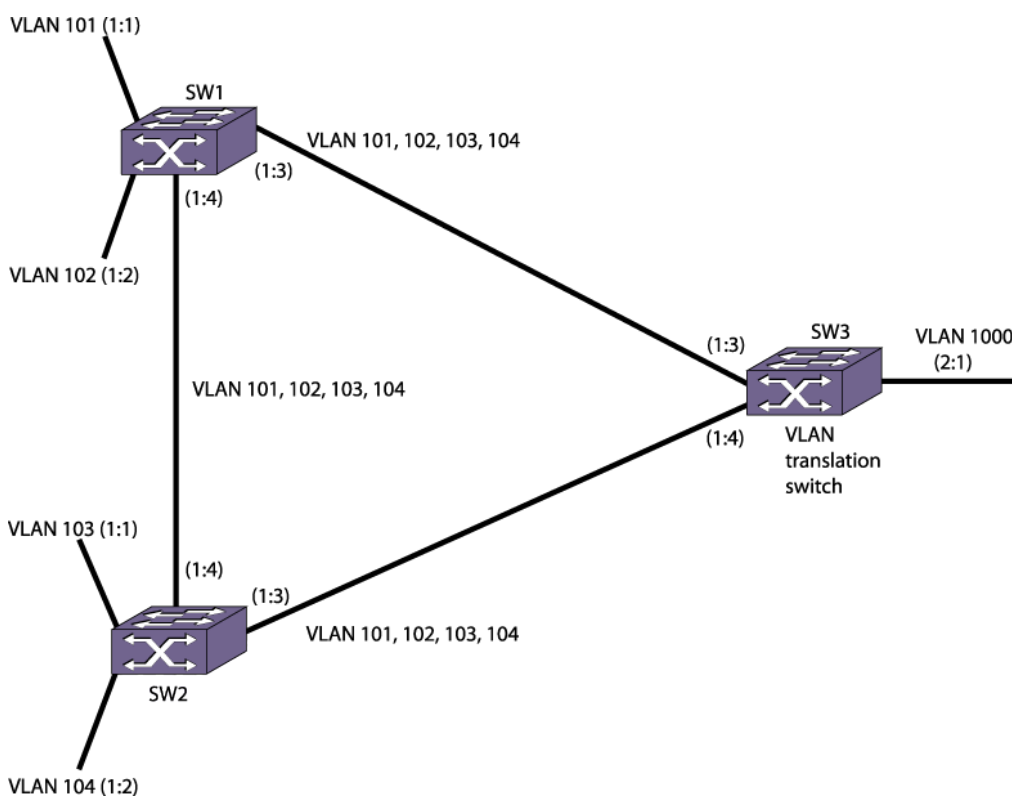 VLAN 101 (1:1)
SW1
VLAN 101, 102, 103, 104
(1:3)
(1:4)
VLAN 102 (1:2)
SW3
VLAN 1000
(2:1)
(1:3)
VLAN 101, 102, 103, 104
(1:4)
VLAN
translation
switch
VLAN 103 (1:1)
(1:4)
(1:3)
VLAN 101, 102, 103, 104
SW2
VLAN 104 (1:2)